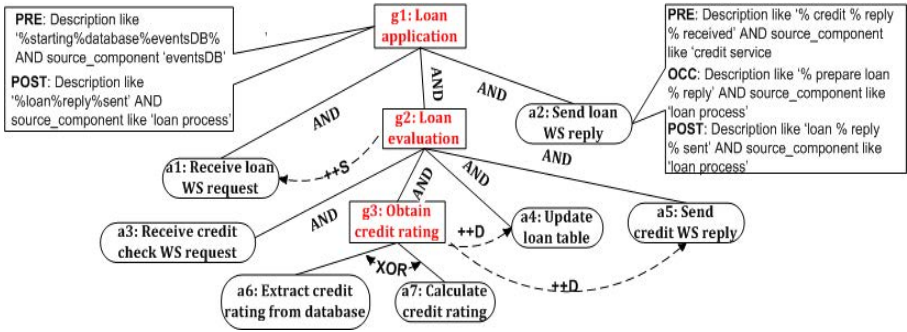 PRE: Description like
'%starting%database%eventsDB%
AND source_component 'eventsDB'
POST: Description like
'%loan%reply%sent' AND
source_component like 'loan process'
g1: Loan
application
PRE: Description like '% credit % reply
% received' AND source_component
like 'credit service
OCC: Description like '% prepare loan
% reply' AND source_component like
'loan process'
POST: Description like 'loan % reply
% sent' AND source_component like
'loan process'
AND
AND
AND
a2: Send loan
WS reply
g2: Loan
evaluation
a1: Receive loan
WS request
++S
AND
AND
AND
AND
a3: Receive credit
check WS request
g3: Obtain
credit rating
++D
a4: Update
loan table
a5: Send
credit WS reply
XOR
++D
a6: Extract credit
rating from database
a7: Calculate
credit rating